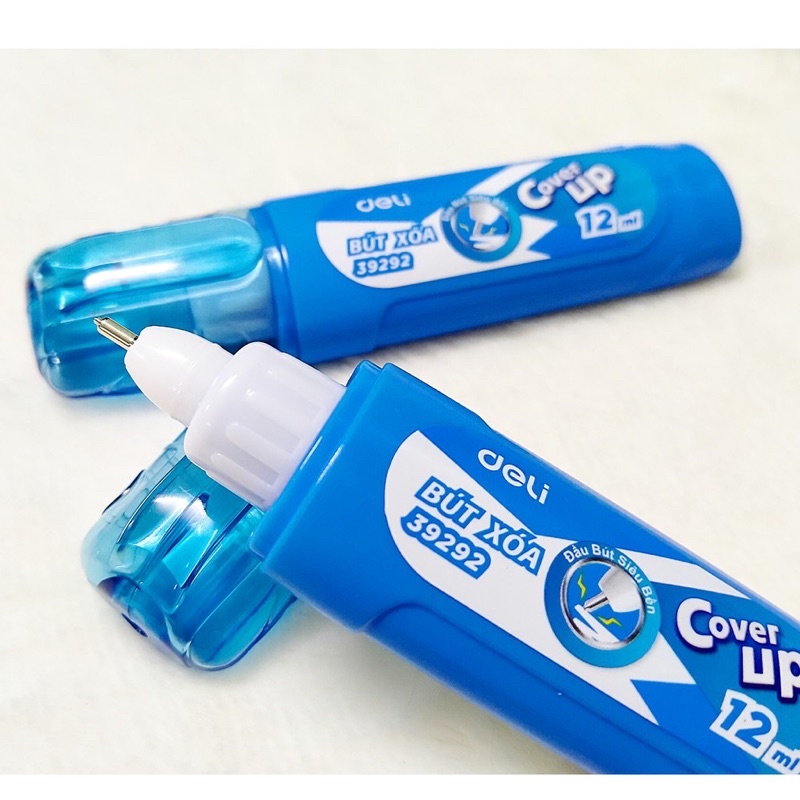 deli
BÚT XÓA
39292
Cover
up
12 ml
deli
BÚT XÓA
39292
Đầu Bút Siêu Bền
Cover
up
12 ml